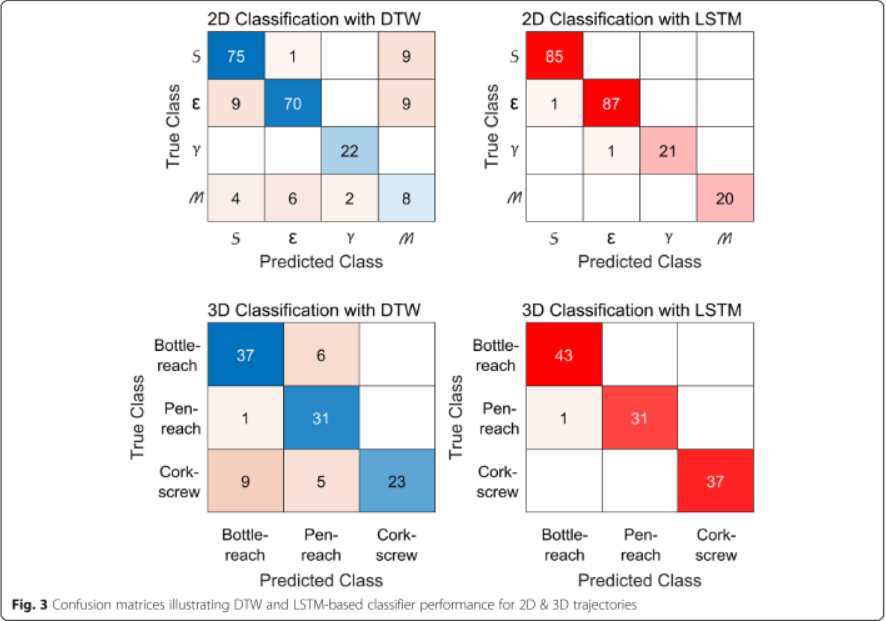 2D Classification with DTW
True Class
S 75 1 9
ε 9 70 9
γ 22
M 4 6 2 8
S ε γ M
Predicted Class
2D Classification with LSTM
True Class
S 85
ε 1 87
γ 1 21
M 20
S ε γ M
Predicted Class
3D Classification with DTW
True Class
Bottle-
reach
37 6
Pen-
reach
1 31
Cork-
screw
9 5 23
Bottle- Pen- Cork-
reach reach screw
Predicted Class
3D Classification with LSTM
True Class
Bottle-
reach
43
Pen-
reach
1 31
Cork-
screw
37
Bottle- Pen- Cork-
reach reach screw
Predicted Class
Fig. 3 Confusion matrices illustrating DTW and LSTM-based classifier performance for 2D & 3D trajectories